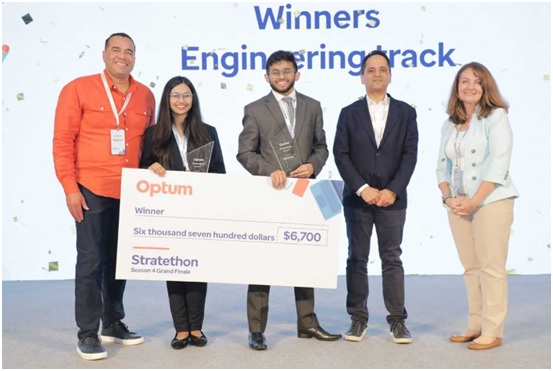 Winners
Engineering track
Optum
Winner
Six thousand seven hundred dollars $6,700
Stratethon
Season 4 Grand Finale